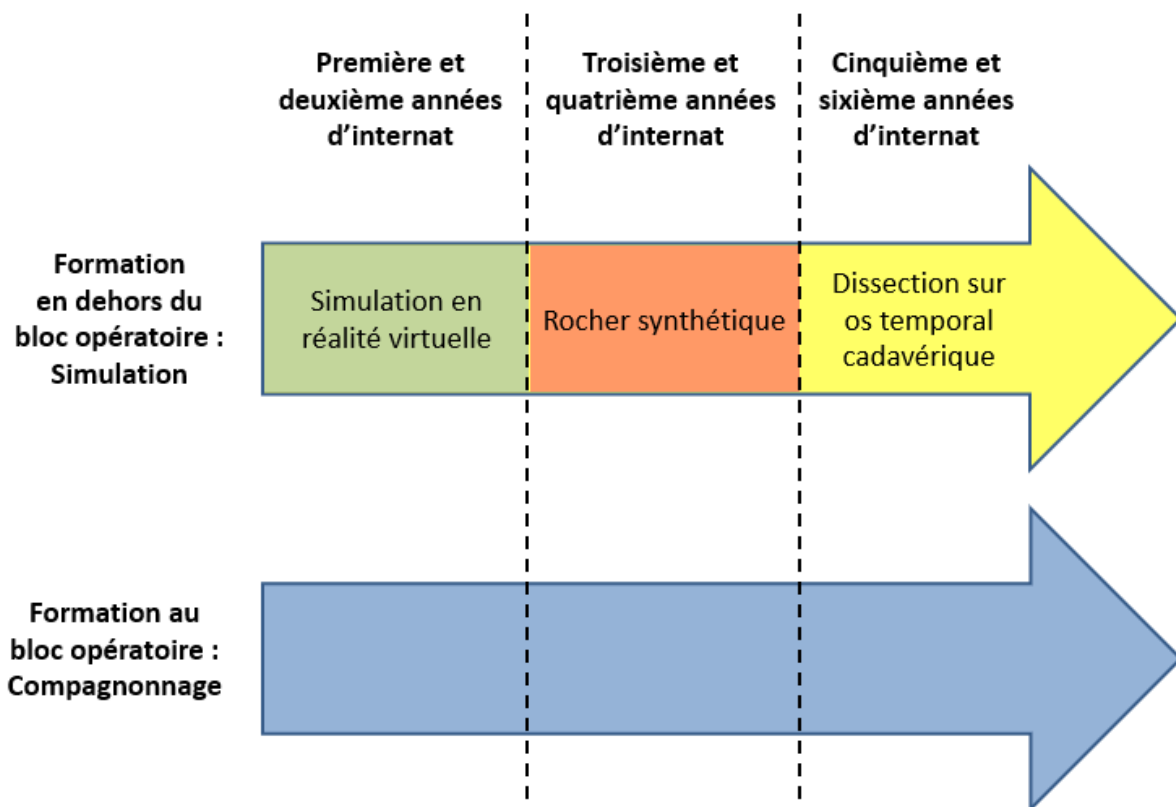 Première et
deuxième années
d’internat
Troisième et
quatrième années
d’internat
Cinquième et
sixième années
d’internat
Formation
en dehors du
bloc opératoire :
Simulation
Simulation en
réalité virtuelle
Rocher synthétique
Dissection sur
os temporal
cadavérique
Formation au
bloc opératoire :
Compagnonnage